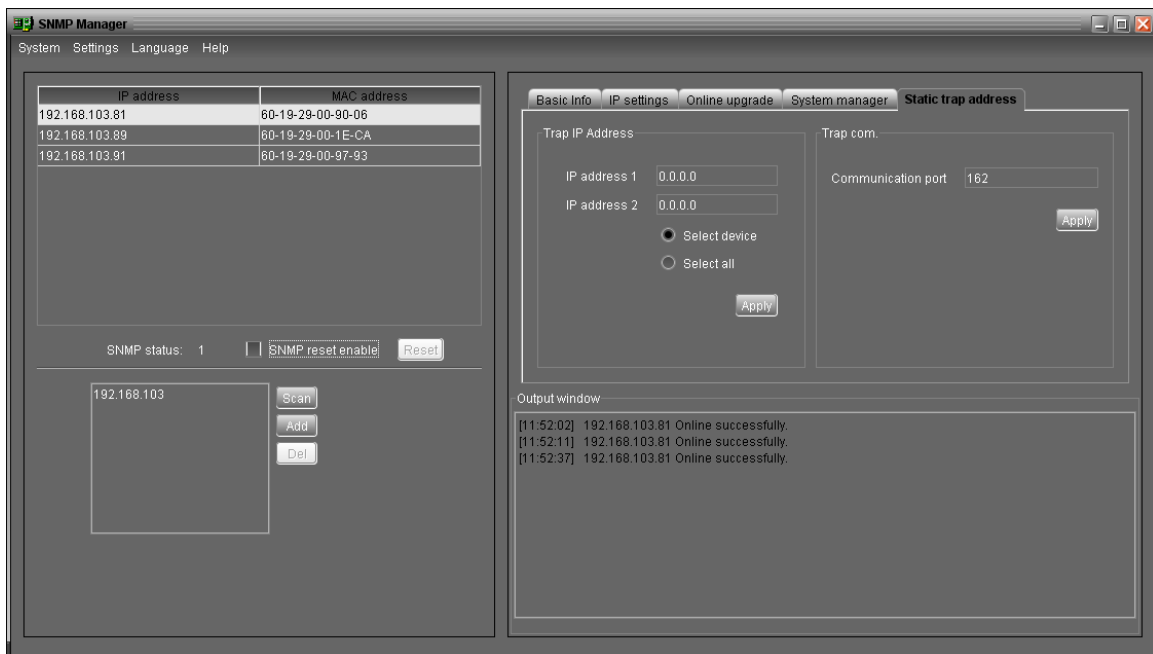 SNMP Manager
System Settings Language Help
IP address MAC address
192.168.103.81 60-19-29-00-90-06
192.168.103.89 60-19-29-00-1E-CA
192.168.103.91 60-19-29-00-97-93
SNMP status: 1 SNMP reset enable Reset
192.168.103
Scan
Add
Del
Basic Info IP settings Online upgrade System manager Static trap address
Trap IP Address
IP address 1 0.0.0.0
IP address 2 0.0.0.0
Select device
Select all
Apply
Trap com.
Communication port 162
Apply
Output window
[11:52:02] 192.168.103.81 Online successfully.
[11:52:11] 192.168.103.81 Online successfully.
[11:52:37] 192.168.103.81 Online successfully.